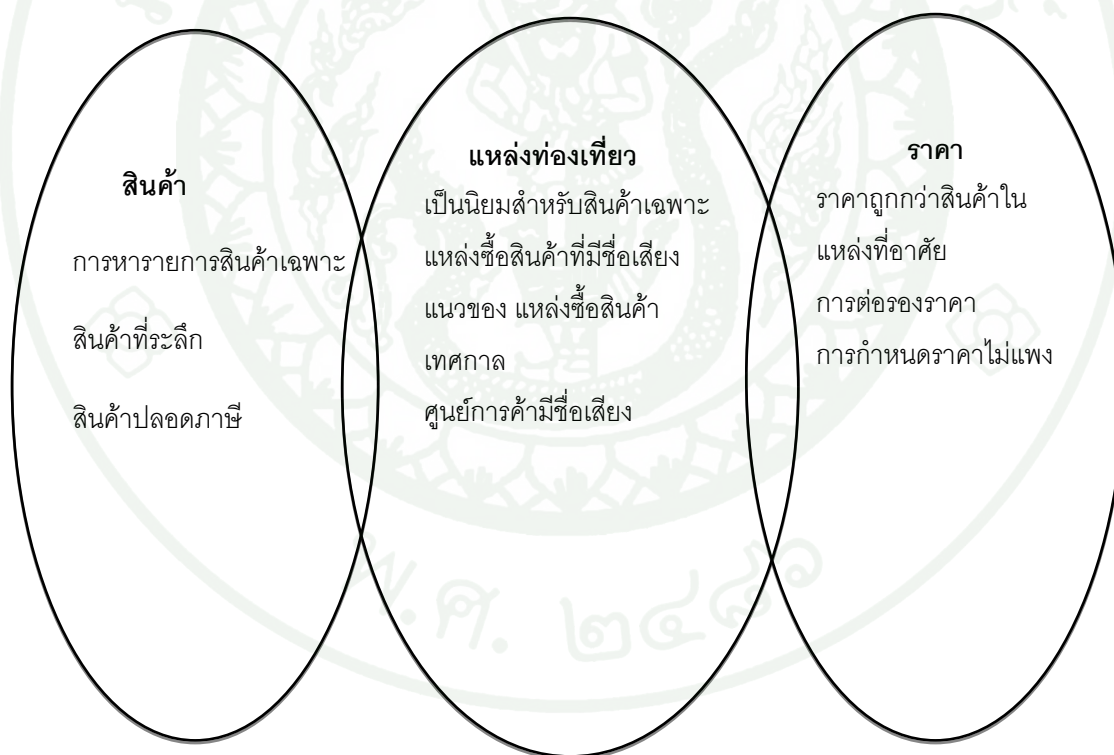 สินค้า
การหารายการสินค้าเฉพาะ
สินค้าที่ระลึก
สินค้าปลอดภาษี
แหล่งท่องเที่ยว
เป็นนิยมสำหรับสินค้าเฉพาะ
แหล่งซื้อสินค้าที่มีชื่อเสียง
แนวของ แหล่งซื้อสินค้า
เทศกาล
ศูนย์การค้ามีชื่อเสียง
ราคา
ราคาถูกกว่าสินค้าใน
แหล่งที่อาศัย
การต่อรองราคา
การกำหนดราคาไม่แพง
พ.ศ. ๒๔๘๖